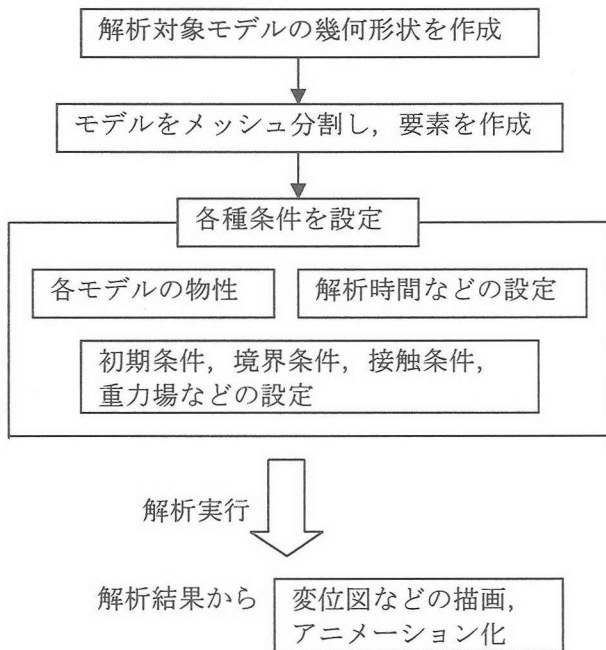 解析対象モデルの幾何形状を作成
モデルをメッシュ分割し，要素を作成
各種条件を設定
各モデルの物性
解析時間などの設定
初期条件，境界条件，接触条件，
重力場などの設定
解析実行
解析結果から
変位図などの描画，
アニメーション化